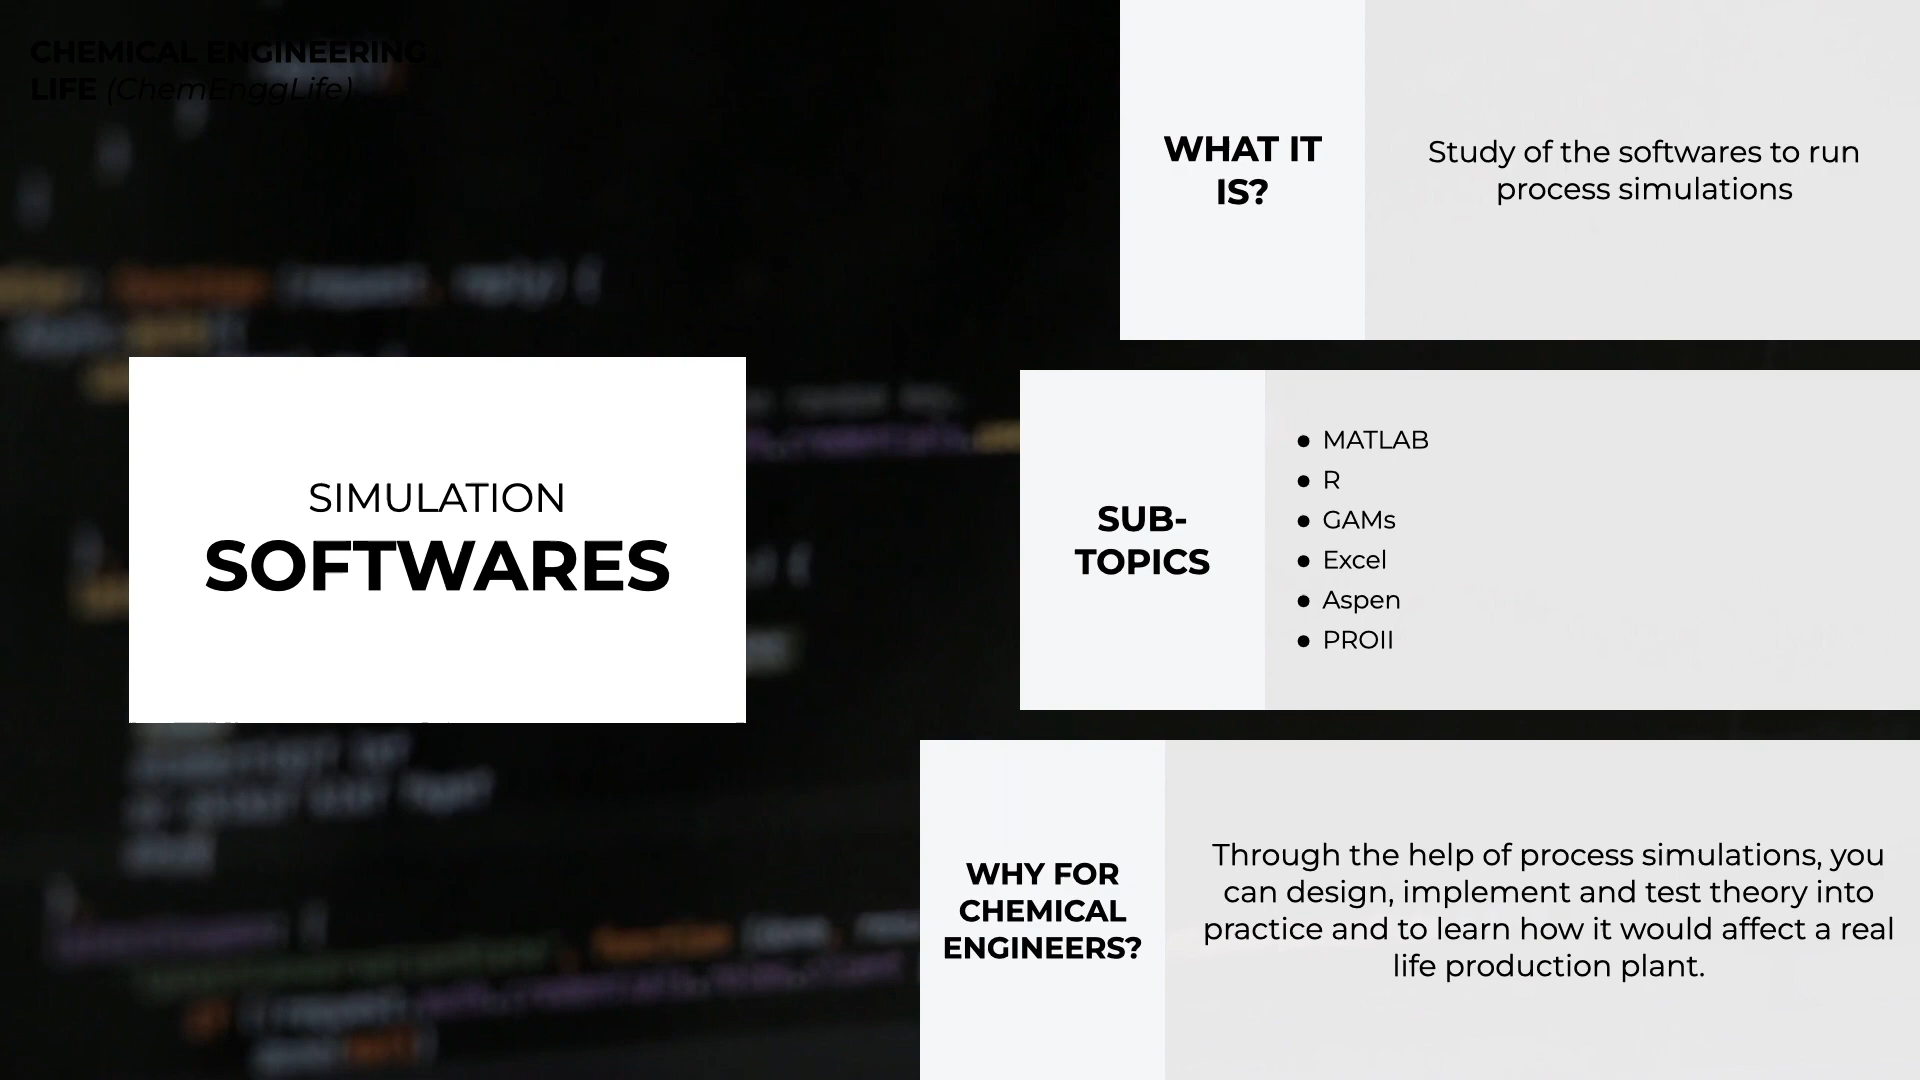 CHEMICAL ENGINEERING
LIFE (ChemEnggLife)
SIMULATION
SOFTWARES
WHAT IT
IS?
Study of the softwares to run
process simulations
SUB-
TOPICS
● MATLAB
● R
● GAMs
● Excel
● Aspen
● PROII
WHY FOR
CHEMICAL
ENGINEERS?
Through the help of process simulations, you
can design, implement and test theory into
practice and to learn how it would affect a real
life production plant.